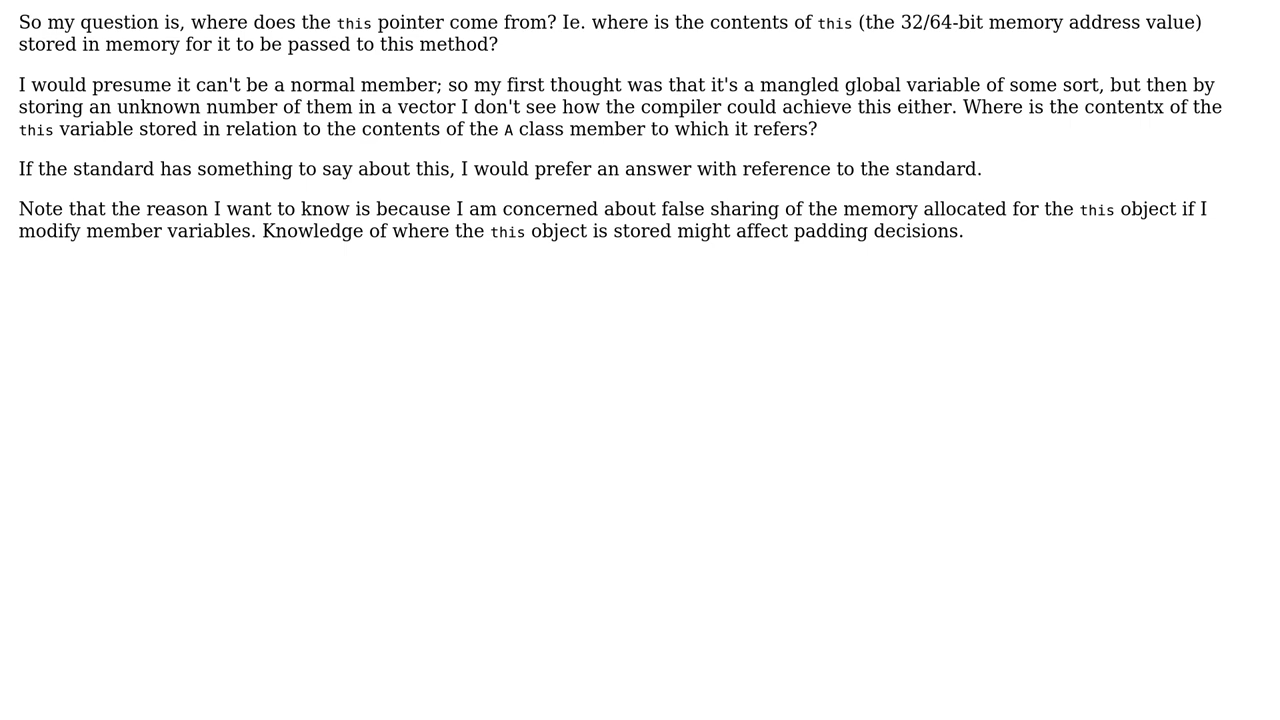 So my question is, where does the this pointer come from? Ie. where is the contents of this (the 32/64-bit memory address value)
stored in memory for it to be passed to this method?
I would presume it can't be a normal member; so my first thought was that it's a mangled global variable of some sort, but then by
storing an unknown number of them in a vector I don't see how the compiler could achieve this either. Where is the contentx of the
this variable stored in relation to the contents of the A class member to which it refers?
If the standard has something to say about this, I would prefer an answer with reference to the standard.
Note that the reason I want to know is because I am concerned about false sharing of the memory allocated for the this object if I
modify member variables. Knowledge of where the this object is stored might affect padding decisions.